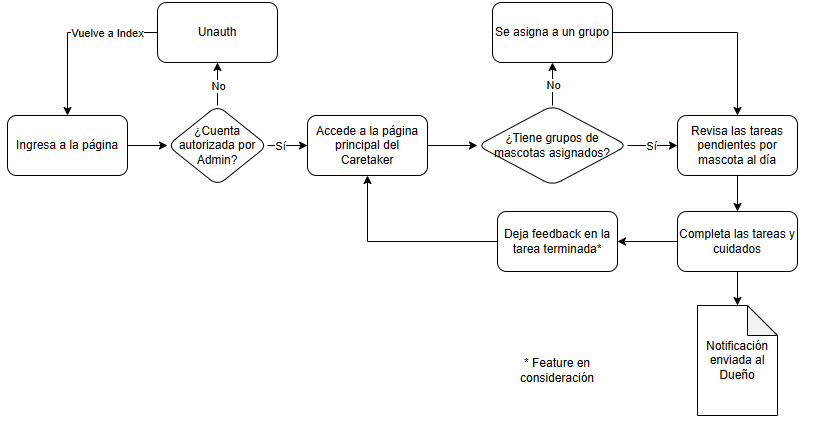 Vuelve a Index
Unauth
Se asigna a un grupo
No
No
Ingresa a la página
¿Cuenta
autorizada por
Admin?
Sí
Accede a la página
principal del
Caretaker
¿Tiene grupos de
mascotas asignados?
Sí
Revisa las tareas
pendientes por
mascota al día
Deja feedback en la
tarea terminada*
Completa las tareas y
cuidados
* Feature en
consideración
Notificación
enviada al
Dueño